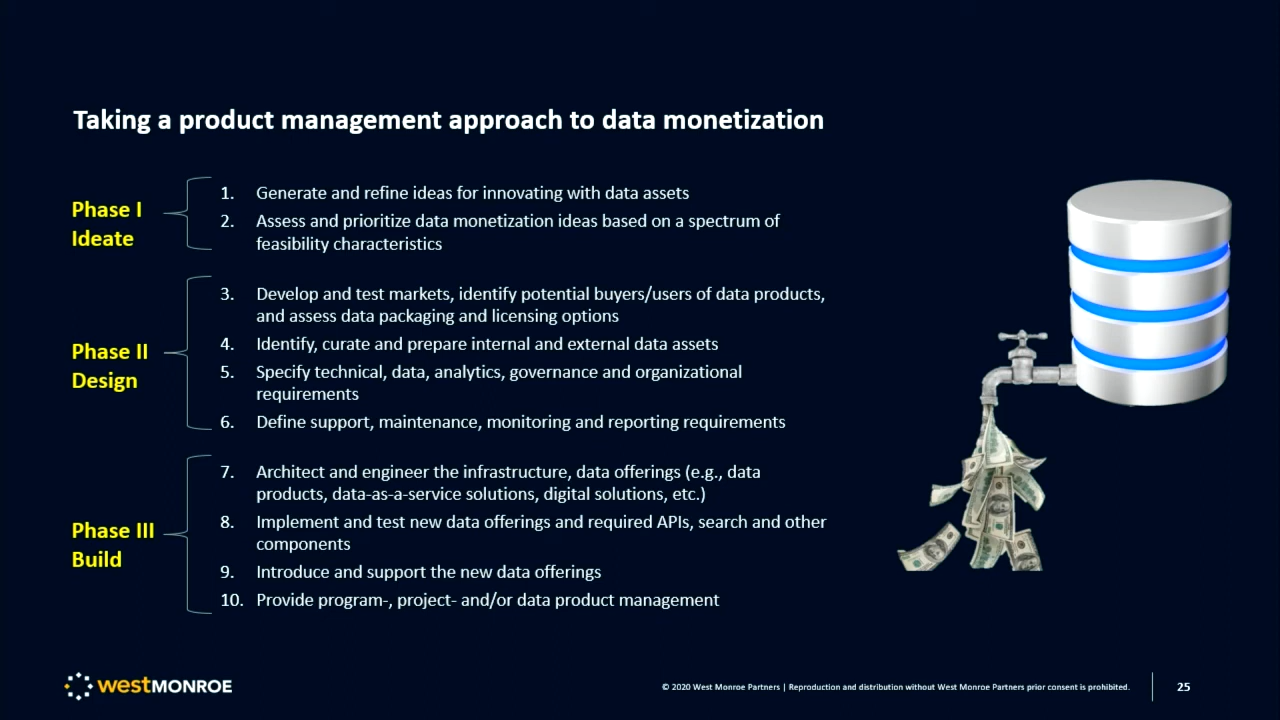 Taking a product management approach to data monetization
Phase I
Ideate
1. Generate and refine ideas for innovating with data assets
2. Assess and prioritize data monetization ideas based on a spectrum of
feasibility characteristics
Phase II
Design
3. Develop and test markets, identify potential buyers/users of data products,
and assess data packaging and licensing options
4. Identify, curate and prepare internal and external data assets
5. Specify technical, data, analytics, governance and organizational
requirements
6. Define support, maintenance, monitoring and reporting requirements
Phase III
Build
7. Architect and engineer the infrastructure, data offerings (e.g., data
products, data-as-a-service solutions, digital solutions, etc.)
8. Implement and test new data offerings and required APIs, search and other
components
9. Introduce and support the new data offerings
10. Provide program-, project- and/or data product management
westMONROE
© 2020 West Monroe Partners | Reproduction and distribution without West Monroe Partners prior consent is prohibited.
25